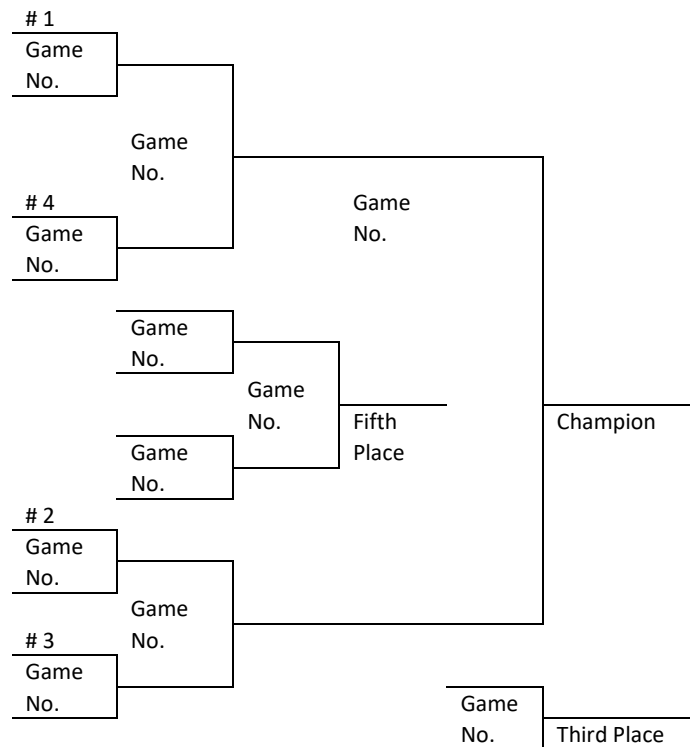 # 1
Game
No.
Game
No.
# 4
Game
No.
Game
No.
Game
No.
Game
No.
Fifth
Place
Champion
Game
No.
# 2
Game
No.
Game
No.
# 3
Game
No.
Game
No.
Third Place